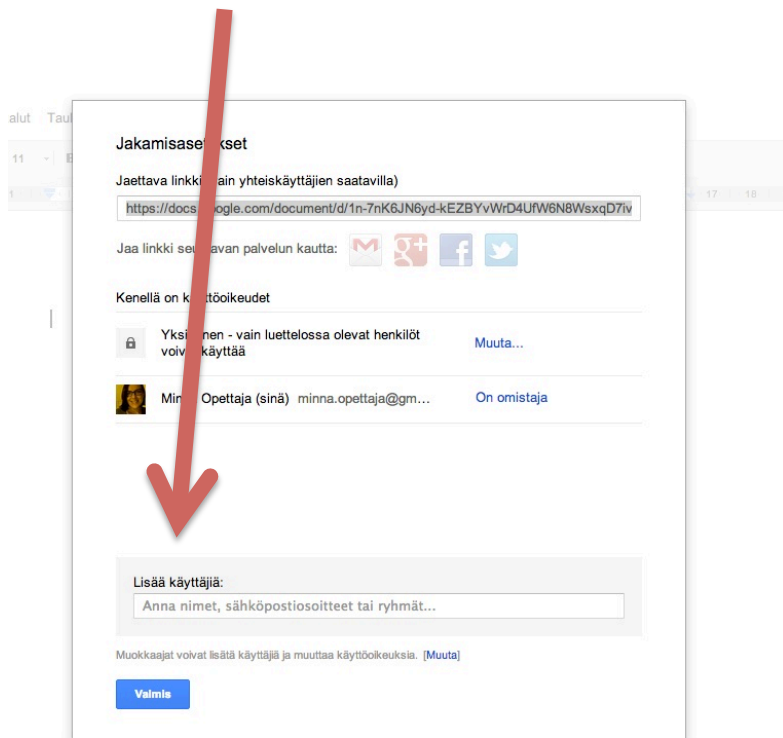 alut Taul
11
Jakamisasetukset
Jaettava linkki (vain yhteiskäyttäjien saatavilla)
1
17 18
https://docs.google.com/document/d/1n-7nK6JN6yd-kEZBYvWrD4UfW6N8WsxqD7iv
Jaa linkki seuraavan palvelun kautta:
Kenellä on käyttöoikeudet
Yksityinen - vain luettelossa olevat henkilöt
voivat käyttää
Muuta...
Minna Opettaja (sinä) minna.opettaja@gm...
On omistaja
Lisää käyttäjiä:
Anna nimet, sähköpostiosoitteet tai ryhmät...
Muokkaajat voivat lisätä käyttäjiä ja muuttaa käyttöoikeuksia. [Muuta]
Valmis